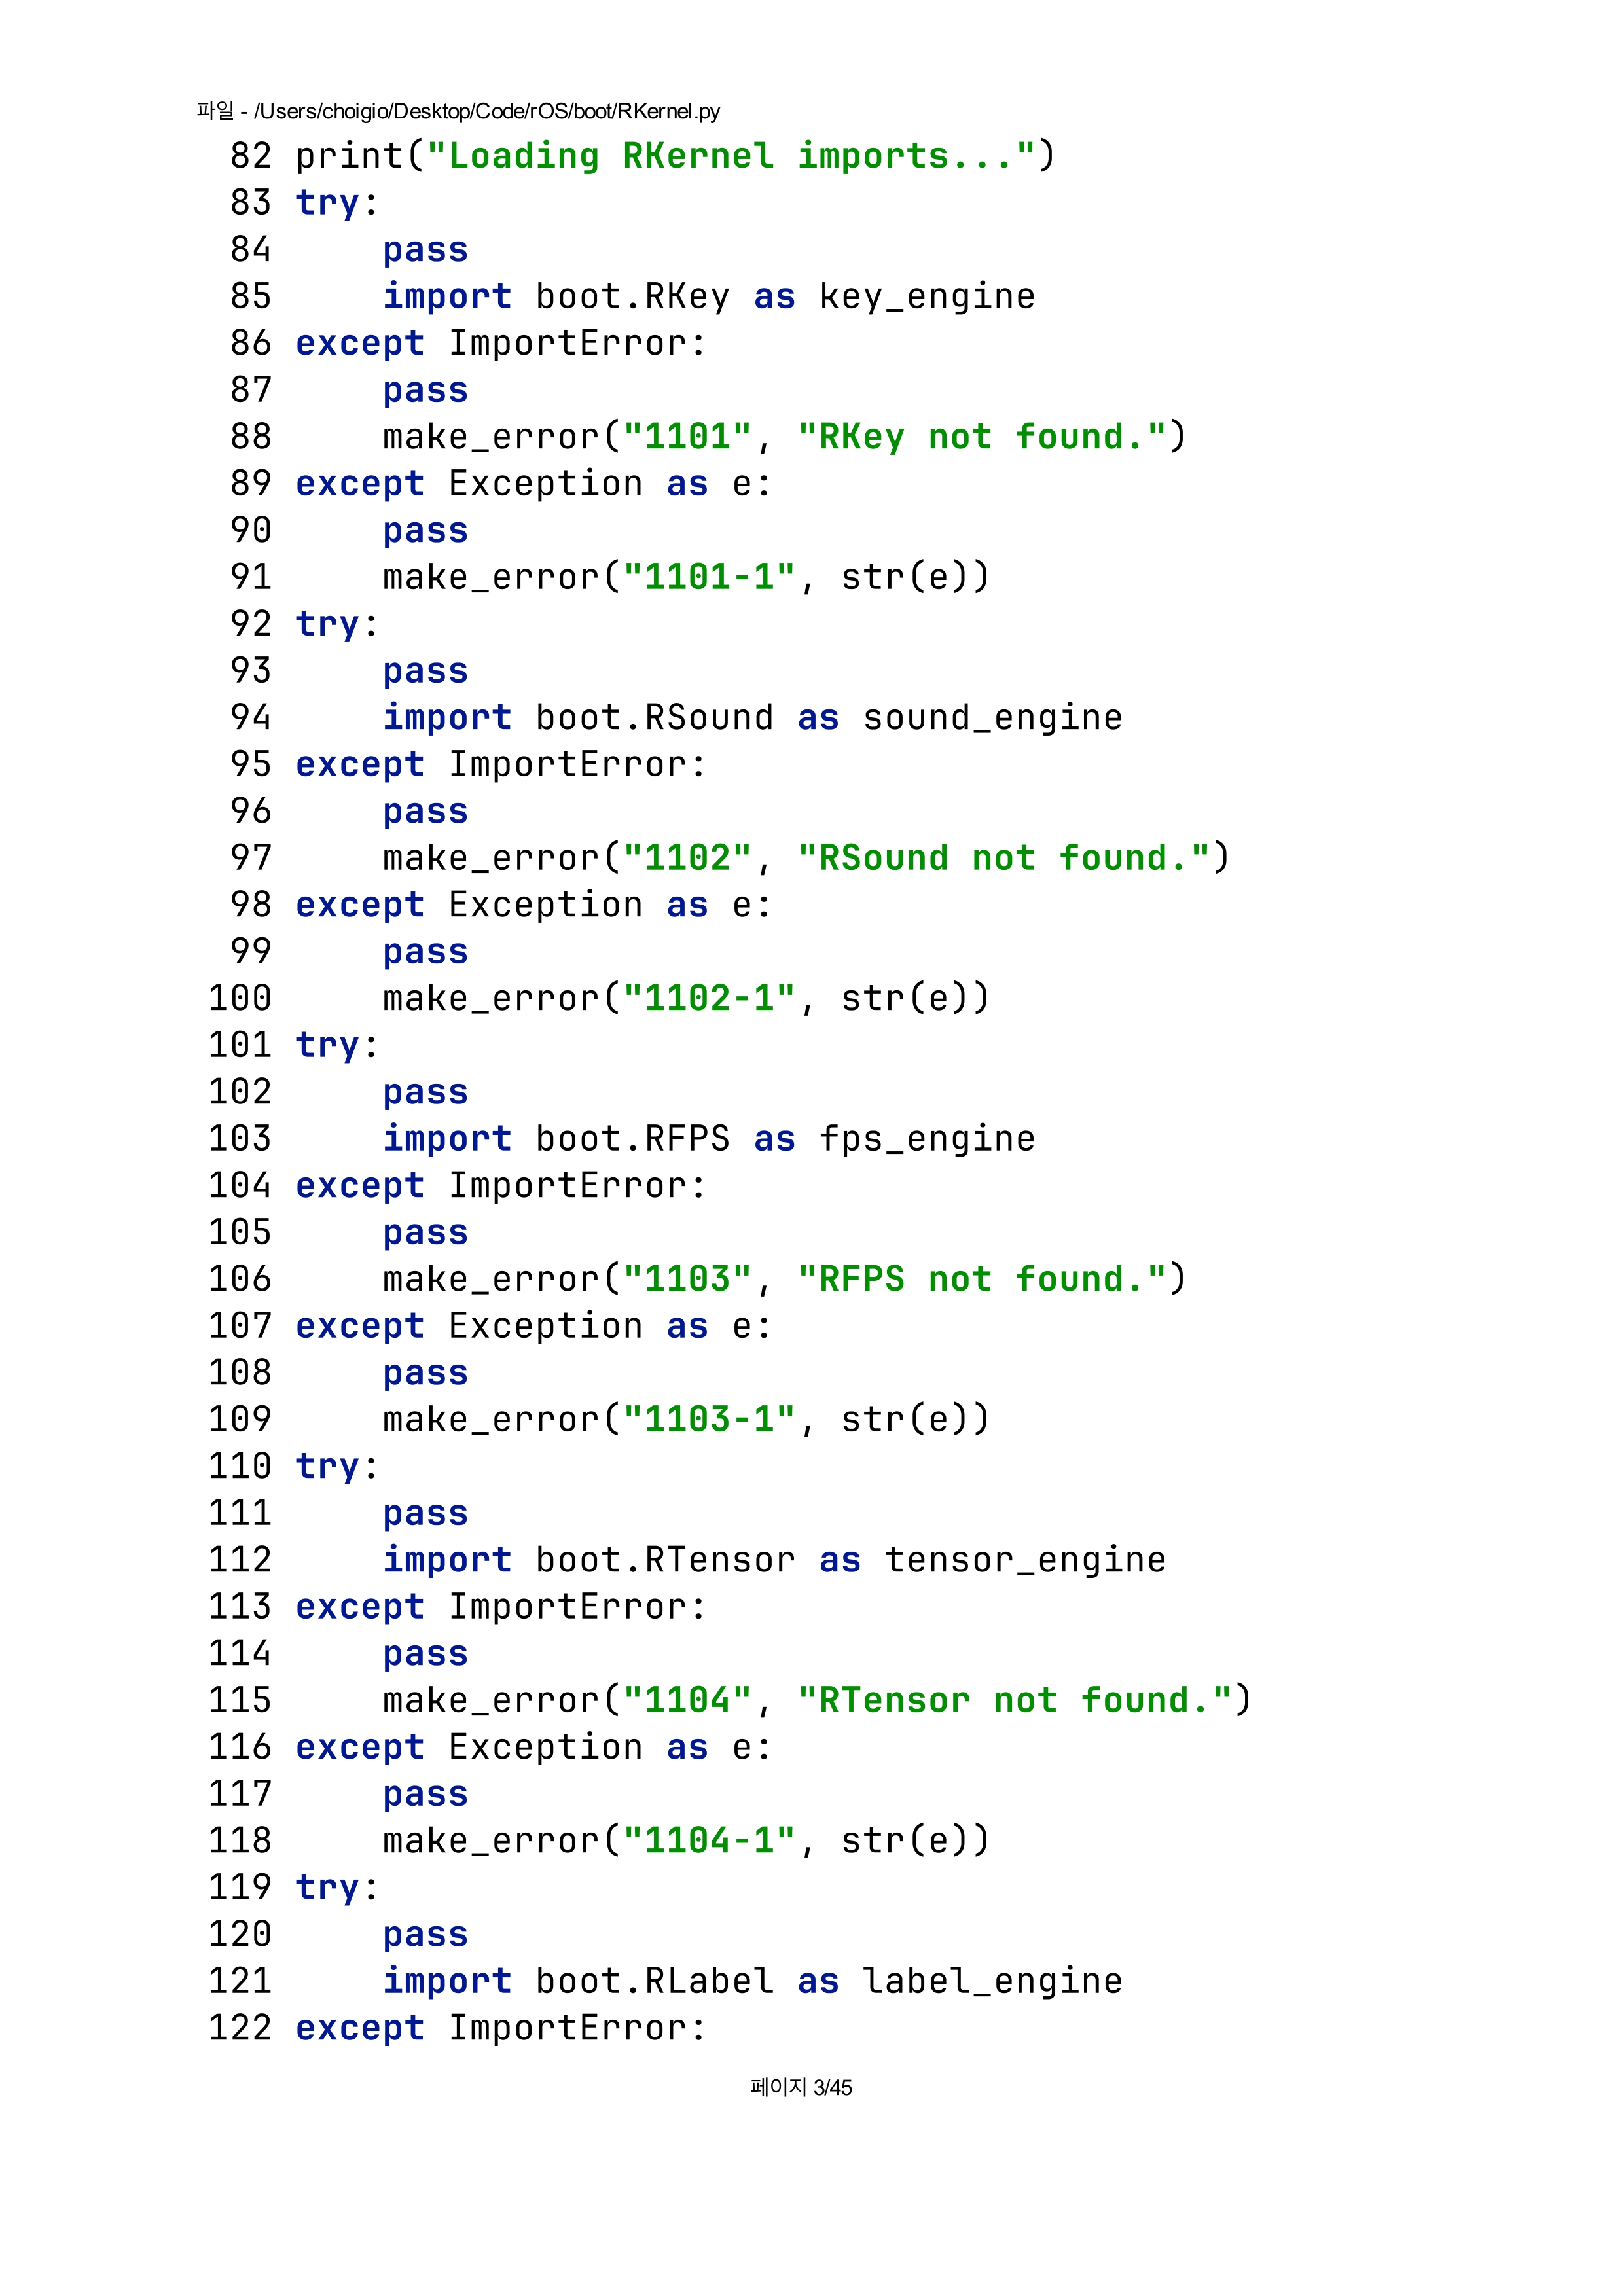 파일 - /Users/choigio/Desktop/Code/rOS/boot/RKernel.py
82 print("Loading RKernel imports...")
83 try:
84     pass
85     import boot.RKey as key_engine
86 except ImportError:
87     pass
88     make_error("1101", "RKey not found.")
89 except Exception as e:
90     pass
91     make_error("1101-1", str(e))
92 try:
93     pass
94     import boot.RSound as sound_engine
95 except ImportError:
96     pass
97     make_error("1102", "RSound not found.")
98 except Exception as e:
99     pass
100     make_error("1102-1", str(e))
101 try:
102     pass
103     import boot.RFPS as fps_engine
104 except ImportError:
105     pass
106     make_error("1103", "RFPS not found.")
107 except Exception as e:
108     pass
109     make_error("1103-1", str(e))
110 try:
111     pass
112     import boot.RTensor as tensor_engine
113 except ImportError:
114     pass
115     make_error("1104", "RTensor not found.")
116 except Exception as e:
117     pass
118     make_error("1104-1", str(e))
119 try:
120     pass
121     import boot.RLabel as label_engine
122 except ImportError:
페이지 3/45